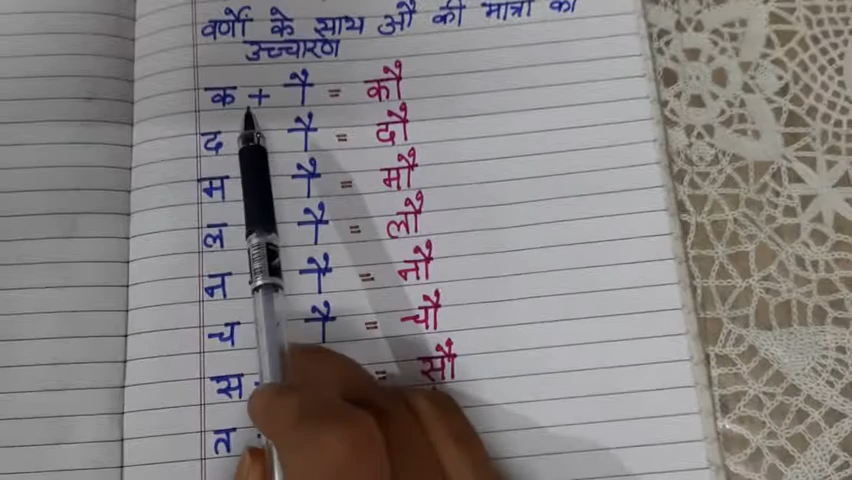 वर्णों के साथ औ की मात्रा का
उच्चारण
क + ौ = कौ
द ौ = दौ
म ौ = मौ
ल ौ = लौ
न ौ = नौ
च ौ = चौ
स = सौ
त